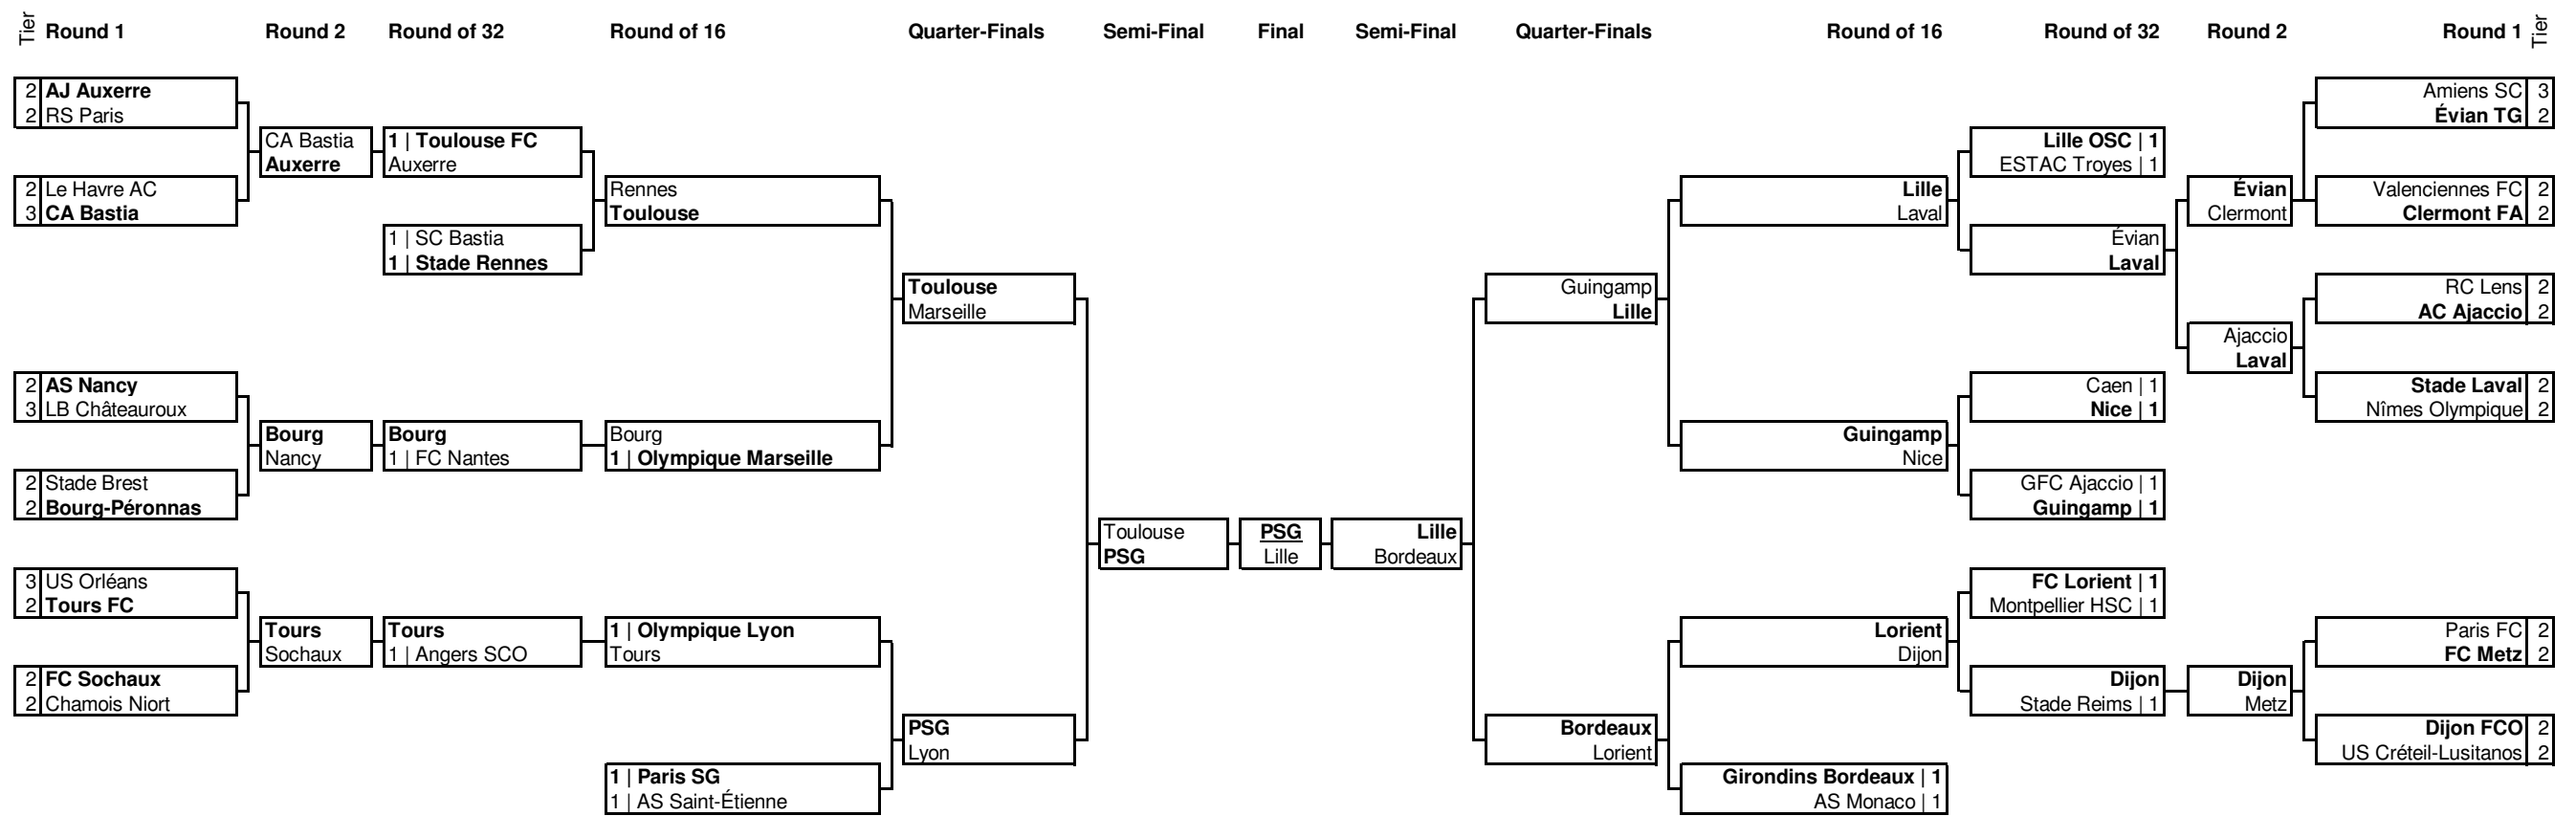 Tier Round 1 Round 2 Round of 32 Round of 16 Quarter-Finals Semi-Final Final Semi-Final Quarter-Finals Round of 16 Round of 32 Round 2 Round 1 Tier
2 AJ Auxerre
2 RS Paris
2 Le Havre AC
3 CA Bastia
2 AS Nancy
3 LB Châteauroux
2 Stade Brest
2 Bourg-Péronnas
3 US Orléans
2 Tours FC
2 FC Sochaux
2 Chamois Niort
CA Bastia
Auxerre
Bourg
Nancy
Tours
Sochaux
1 | Toulouse FC
Auxerre
1 | SC Bastia
1 | Stade Rennes
Bourg
1 | FC Nantes
Tours
1 | Angers SCO
Rennes
Toulouse
Bourg
1 | Olympique Marseille
1 | Olympique Lyon
Tours
1 | Paris SG
1 | AS Saint-Étienne
Toulouse
Marseille
PSG
Lyon
Toulouse
PSG
PSG
Lille
Lille
Bordeaux
Guingamp
Lille
Bordeaux
Lorient
Lille
Laval
Guingamp
Nice
Lorient
Dijon
Girondins Bordeaux | 1
AS Monaco | 1
Lille OSC | 1
ESTAC Troyes | 1
Évian
Laval
Caen | 1
Nice | 1
GFC Ajaccio | 1
Guingamp | 1
FC Lorient | 1
Montpellier HSC | 1
Dijon
Stade Reims | 1
Évian
Clermont
Ajaccio
Laval
Dijon
Metz
Amiens SC 3
Évian TG 2
Valenciennes FC 2
Clermont FA 2
RC Lens 2
AC Ajaccio 2
Stade Laval 2
Nîmes Olympique 2
Paris FC 2
FC Metz 2
Dijon FCO 2
US Créteil-Lusitanos 2